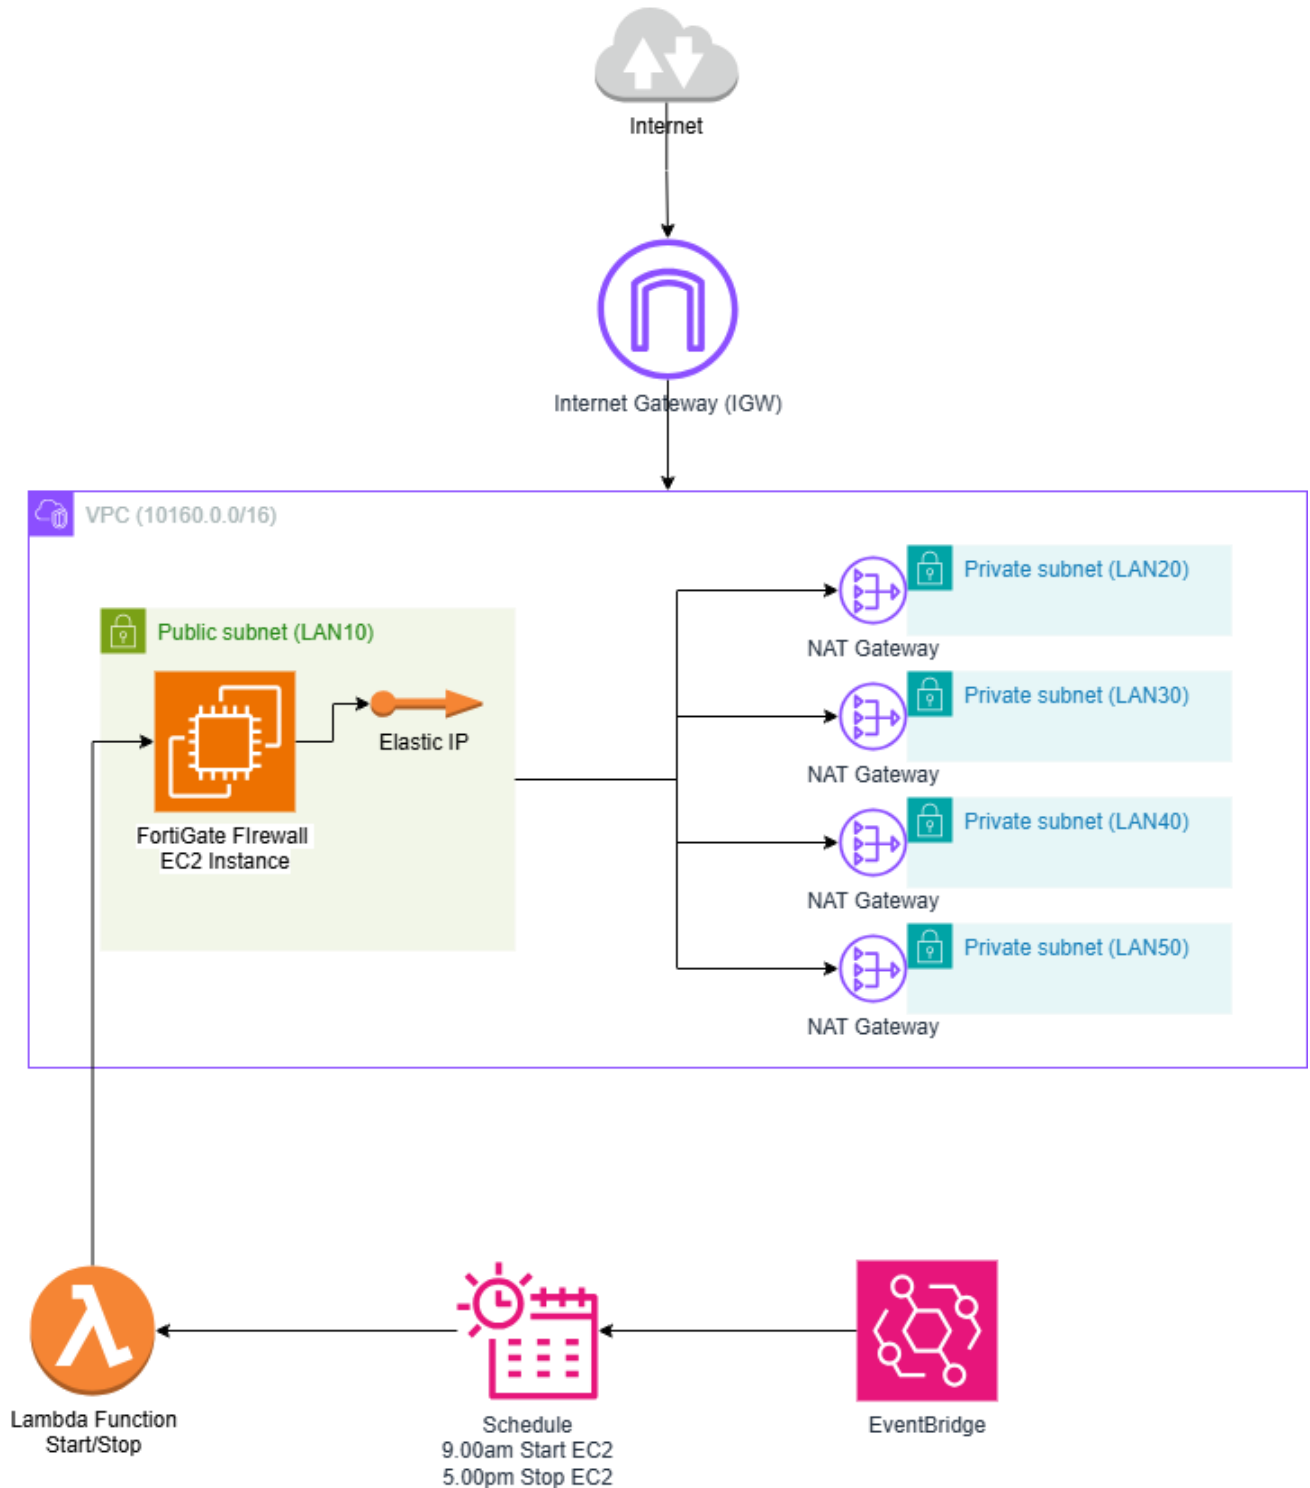 Internet
Internet Gateway (IGW)
VPC (10160.0.0/16)
Public subnet (LAN10)
Elastic IP
FortiGate FIrewall
EC2 Instance
Private subnet (LAN20)
NAT Gateway
Private subnet (LAN30)
NAT Gateway
Private subnet (LAN40)
NAT Gateway
Private subnet (LAN50)
NAT Gateway
Lambda Function
Start/Stop
Schedule
9.00am Start EC2
5.00pm Stop EC2
EventBridge